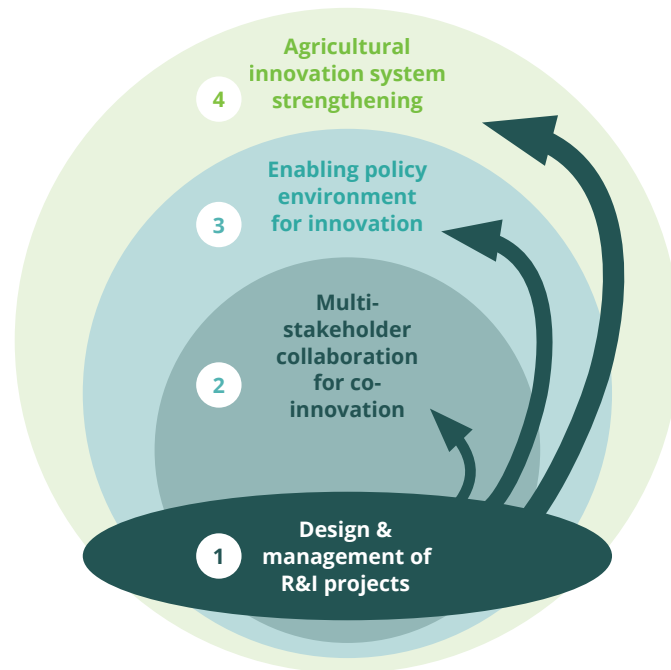 Agricultural
innovation system
strengthening
4
Enabling policy
environment
for innovation
3
Multi-
stakeholder
collaboration
for co-
innovation
2
Design &
management of
R&I projects
1